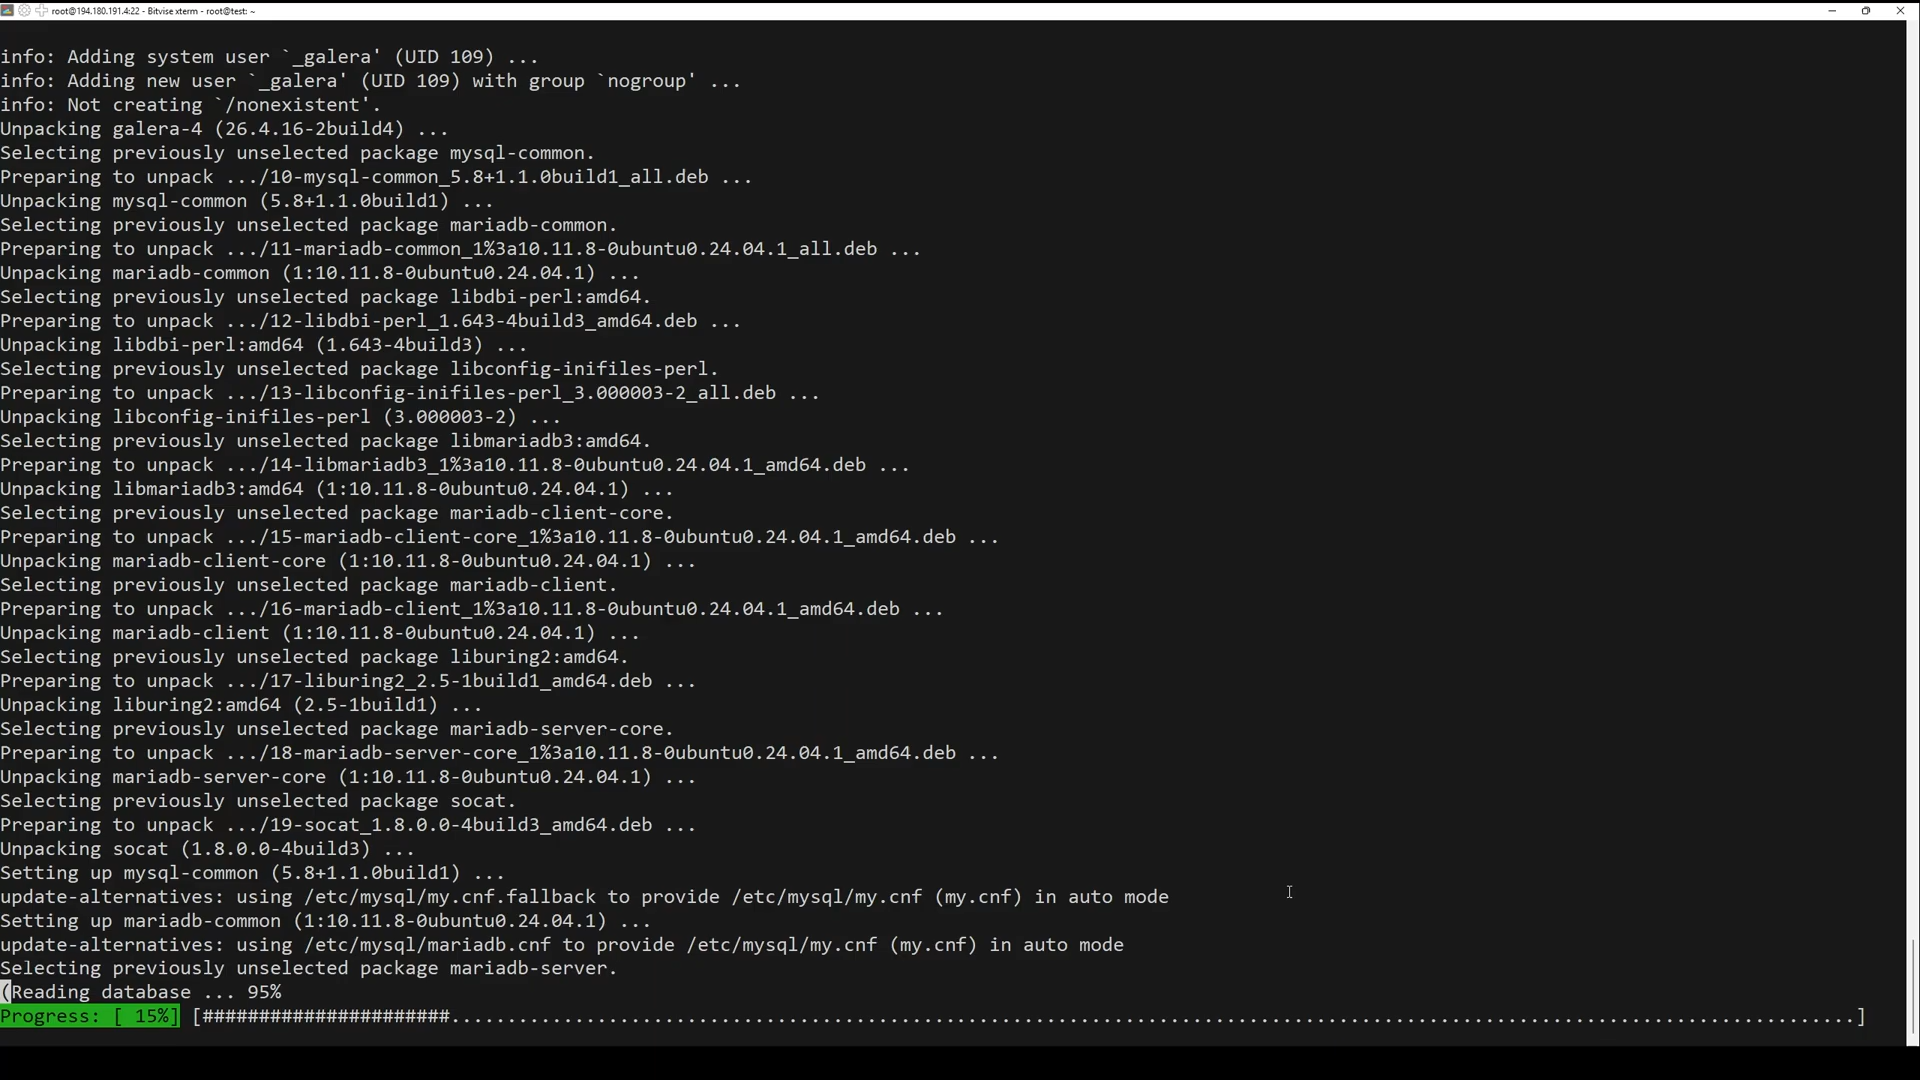 root@194.180.191.4:22 - Bitvise xterm - root@test: ~
info: Adding system user `_galera' (UID 109) ...
info: Adding new user `_galera' (UID 109) with group `nogroup' ...
info: Not creating `/nonexistent'.
Unpacking galera-4 (26.4.16-2build4) ...
Selecting previously unselected package mysql-common.
Preparing to unpack .../10-mysql-common_5.8+1.1.0build1_all.deb ...
Unpacking mysql-common (5.8+1.1.0build1) ...
Selecting previously unselected package mariadb-common.
Preparing to unpack .../11-mariadb-common_1%3a10.11.8-0ubuntu0.24.04.1_all.deb ...
Unpacking mariadb-common (1:10.11.8-0ubuntu0.24.04.1) ...
Selecting previously unselected package libdbi-perl:amd64.
Preparing to unpack .../12-libdbi-perl_1.643-4build3_amd64.deb ...
Unpacking libdbi-perl:amd64 (1.643-4build3) ...
Selecting previously unselected package libconfig-inifiles-perl.
Preparing to unpack .../13-libconfig-inifiles-perl_3.000003-2_all.deb ...
Unpacking libconfig-inifiles-perl (3.000003-2) ...
Selecting previously unselected package libmariadb3:amd64.
Preparing to unpack .../14-libmariadb3_1%3a10.11.8-0ubuntu0.24.04.1_amd64.deb ...
Unpacking libmariadb3:amd64 (1:10.11.8-0ubuntu0.24.04.1) ...
Selecting previously unselected package mariadb-client-core.
Preparing to unpack .../15-mariadb-client-core_1%3a10.11.8-0ubuntu0.24.04.1_amd64.deb ...
Unpacking mariadb-client-core (1:10.11.8-0ubuntu0.24.04.1) ...
Selecting previously unselected package mariadb-client.
Preparing to unpack .../16-mariadb-client_1%3a10.11.8-0ubuntu0.24.04.1_amd64.deb ...
Unpacking mariadb-client (1:10.11.8-0ubuntu0.24.04.1) ...
Selecting previously unselected package liburing2:amd64.
Preparing to unpack .../17-liburing2_2.5-1build1_amd64.deb ...
Unpacking liburing2:amd64 (2.5-1build1) ...
Selecting previously unselected package mariadb-server-core.
Preparing to unpack .../18-mariadb-server-core_1%3a10.11.8-0ubuntu0.24.04.1_amd64.deb ...
Unpacking mariadb-server-core (1:10.11.8-0ubuntu0.24.04.1) ...
Selecting previously unselected package socat.
Preparing to unpack .../19-socat_1.8.0.0-4build3_amd64.deb ...
Unpacking socat (1.8.0.0-4build3) ...
Setting up mysql-common (5.8+1.1.0build1) ...
update-alternatives: using /etc/mysql/my.cnf.fallback to provide /etc/mysql/my.cnf (my.cnf) in auto mode
Setting up mariadb-common (1:10.11.8-0ubuntu0.24.04.1) ...
update-alternatives: using /etc/mysql/mariadb.cnf to provide /etc/mysql/my.cnf (my.cnf) in auto mode
Selecting previously unselected package mariadb-server.
(Reading database ... 95%
Progress: [ 15%] [######################.............................................................................................................................]